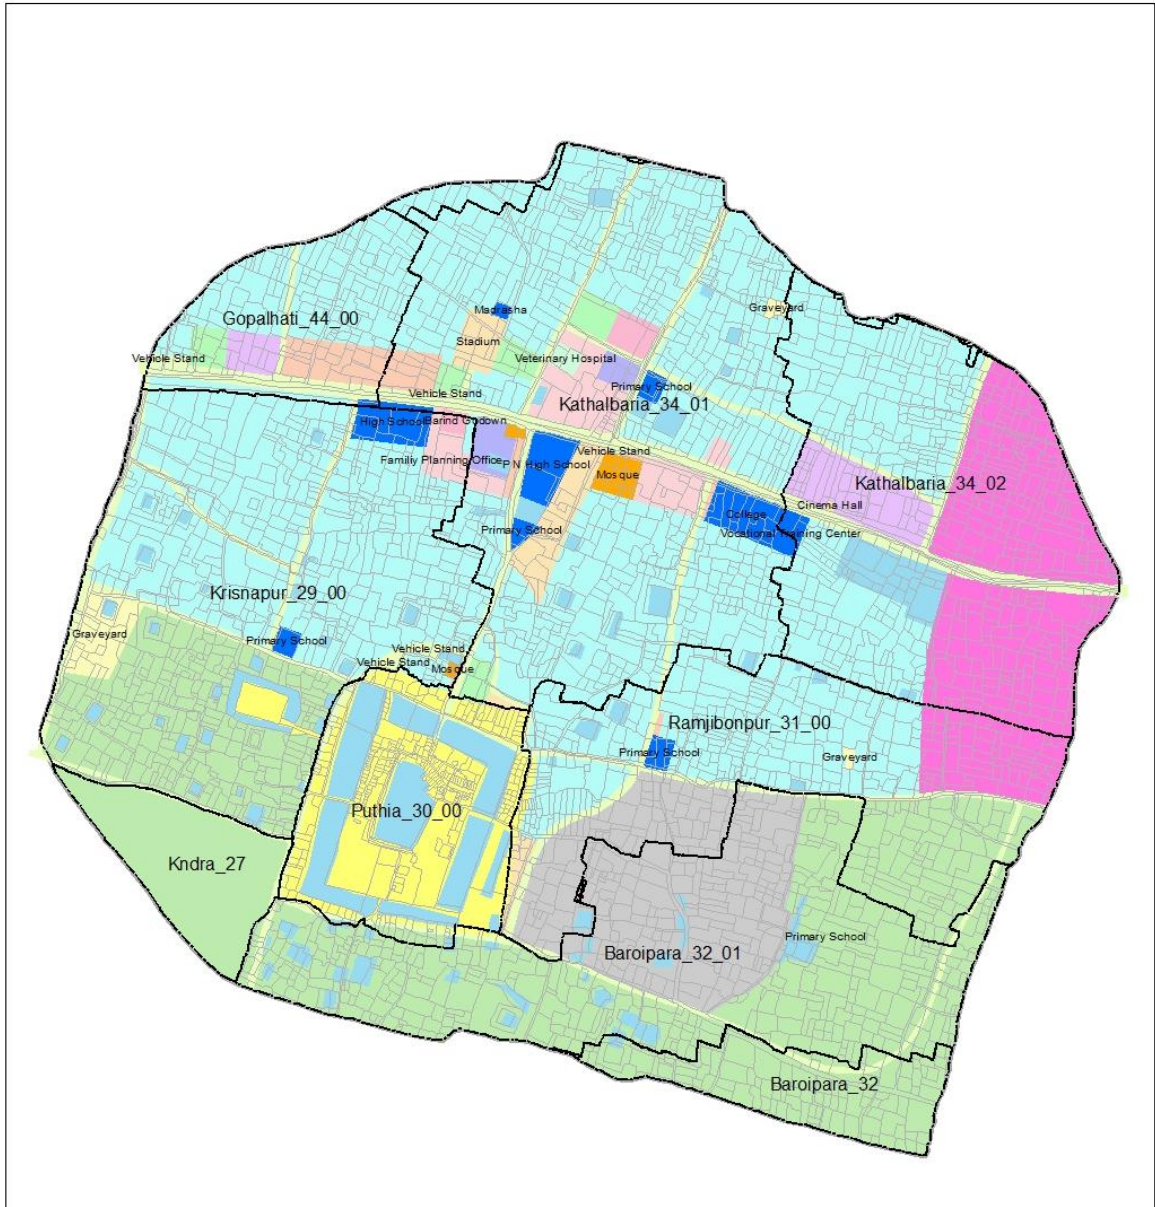 Graveyard
Madrasha
Gopalhati_44_00
Stadium
Vehicle Stand
Veterinary Hospital
Primary School
Vehicle Stand
Kathalbaria_34_01
High School
Barind Godown
Vehicle Stand
Family Planning Office
P N High School
Mosque
Kathalbaria_34_02
Cinema Hall
College
Primary School
Vocational Training Center
Krisnapur_29_00
Graveyard
Primary School
Vehicle Stand
Vehicle Stand
Mosque
Ramjibonpur_31_00
Primary School
Graveyard
Puthia_30_00
Kndra_27
Primary School
Baroipara_32_01
Baroipara_32